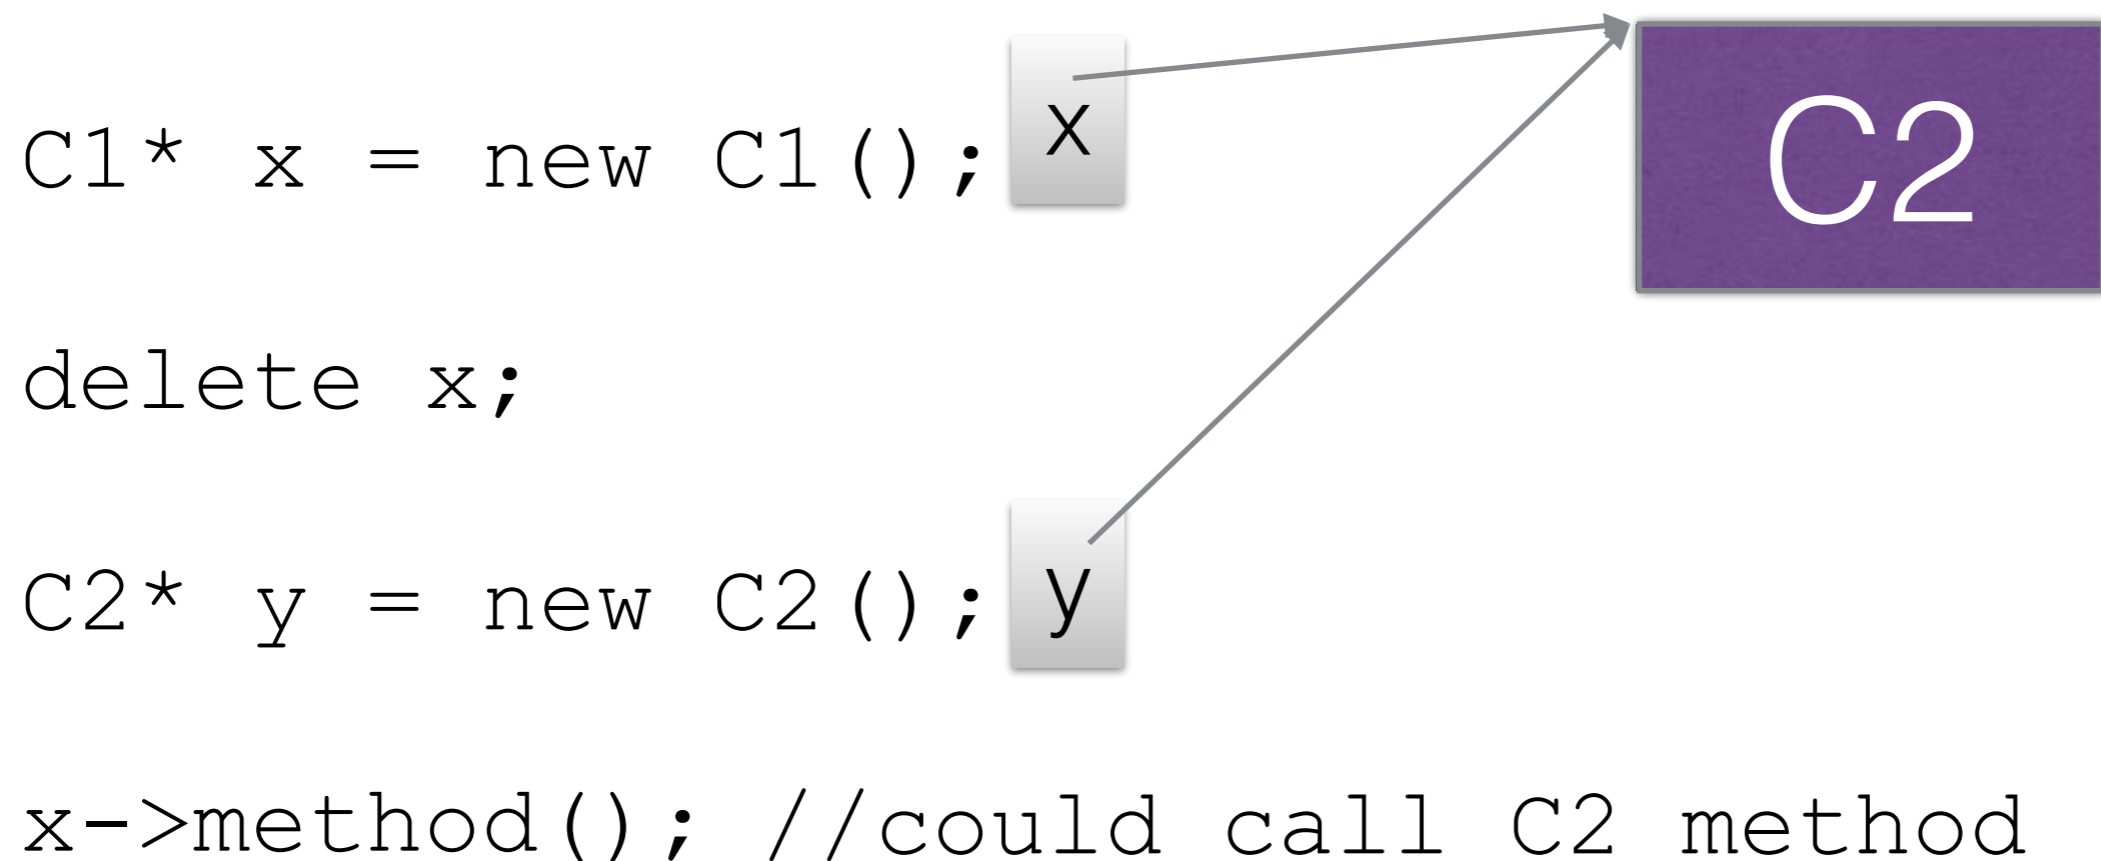 C1* x = new C1();
x
C2
delete x;
C2* y = new C2();
y
x->method(); //could call C2 method